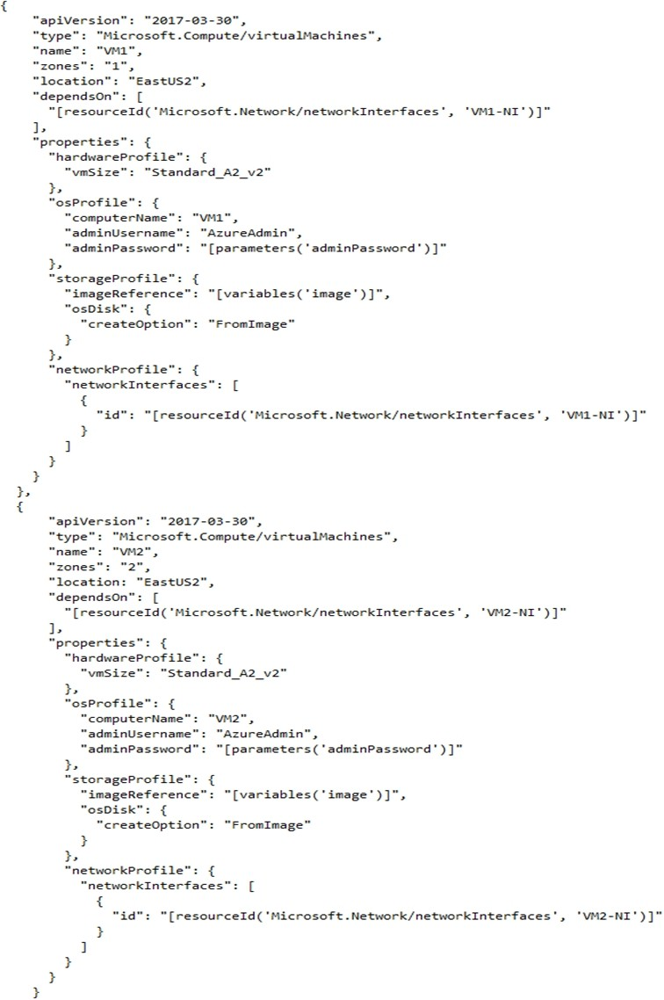 {
"apiVersion": "2017-03-30",
"type": "Microsoft.Compute/virtualMachines",
"name": "VM1",
"zones": "1",
"location": "EastUS2",
"dependsOn": [
"[resourceId('Microsoft.Network/networkInterfaces', 'VM1-NI')]"
],
"properties": {
"hardwareProfile": {
"vmSize": "Standard_A2_v2"
},
"osProfile": {
"computerName": "VM1",
"adminUsername": "AzureAdmin",
"adminPassword": "[parameters('adminPassword')]"
},
"storageProfile": {
"imageReference": "[variables('image')]",
"osDisk": {
"createOption": "FromImage"
}
},
"networkProfile": {
"networkInterfaces": [
{
"id": "[resourceId('Microsoft.Network/networkInterfaces', 'VM1-NI')]"
}
]
}
}
},
{
"apiVersion": "2017-03-30",
"type": "Microsoft.Compute/virtualMachines",
"name": "VM2",
"zones": "2",
"location: "EastUS2",
"dependsOn": [
"[resourceId('Microsoft.Network/networkInterfaces', 'VM2-NI')]"
],
"properties": {
"hardwareProfile": {
"vmSize": "Standard_A2_v2"
},
"osProfile": {
"computerName": "VM2",
"adminUsername": "AzureAdmin",
"adminPassword": "[parameters('adminPassword')]"
},
"storageProfile": {
"imageReference": "[variables('image')]",
"osDisk": {
"createOption": "FromImage"
}
},
"networkProfile": {
"networkInterfaces": [
{
"id": "[resourceId('Microsoft.Network/networkInterfaces', 'VM2-NI')]"
}
]
}
}
}